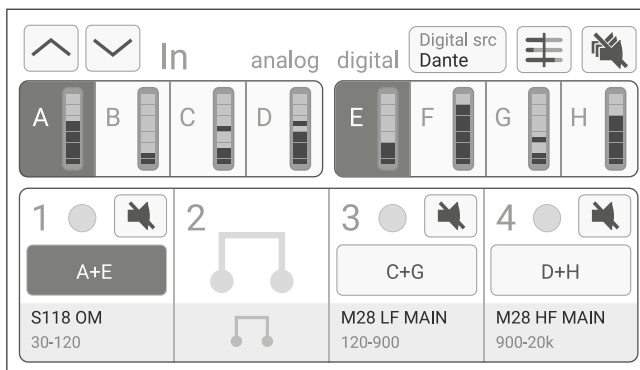 In analog digital Digital src
Dante
A B C D E F G H
1 2 3 4
A+E C+G D+H
S118 OM M28 LF MAIN M28 HF MAIN
30-120 120-900 900-20k